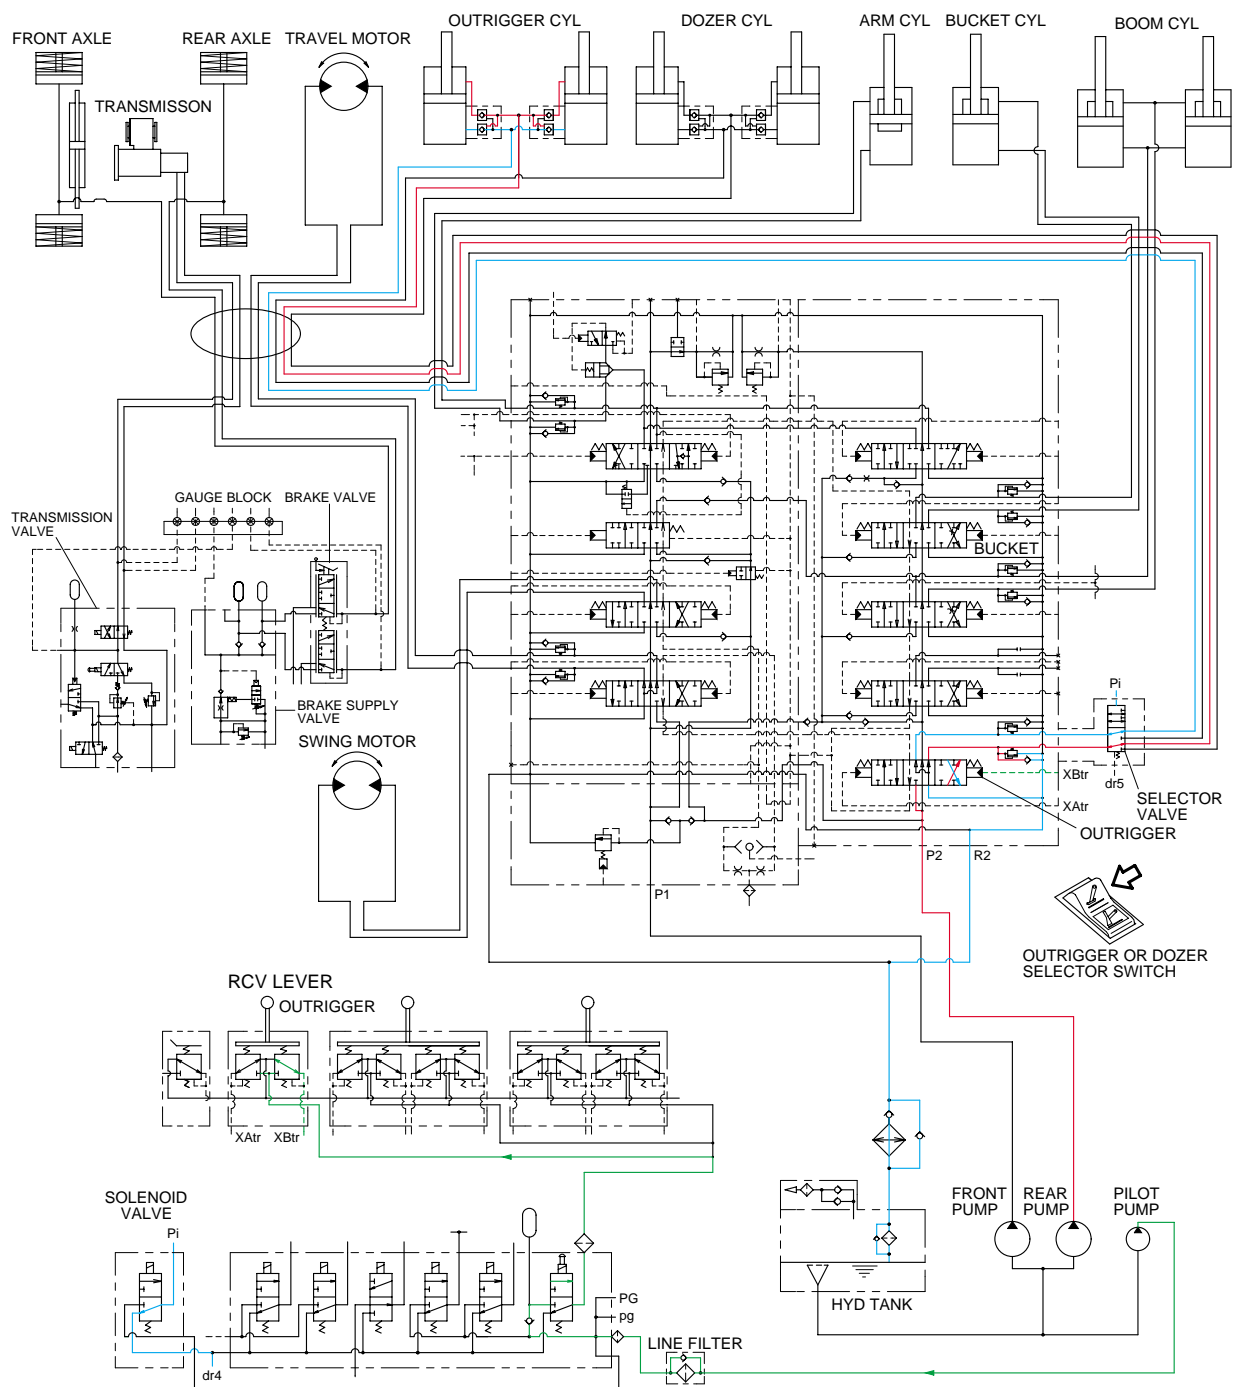 OUTRIGGER CYL
DOZER CYL
ARM CYL
BUCKET CYL
BOOM CYL
FRONT AXLE
REAR AXLE
TRAVEL MOTOR
TRANSMISSON
GAUGE BLOCK
BRAKE VALVE
TRANSMISSION
VALVE
BUCKET
BRAKE SUPPLY
VALVE
SWING MOTOR
Pi
XBtr
dr5
XAtr
SELECTOR
VALVE
OUTRIGGER
P2
R2
P1
OUTRIGGER OR DOZER
SELECTOR SWITCH
RCV LEVER
OUTRIGGER
XAtr
XBtr
SOLENOID
VALVE
Pi
FRONT
PUMP
REAR
PUMP
PILOT
PUMP
PG
pg
HYD TANK
LINE FILTER
dr4